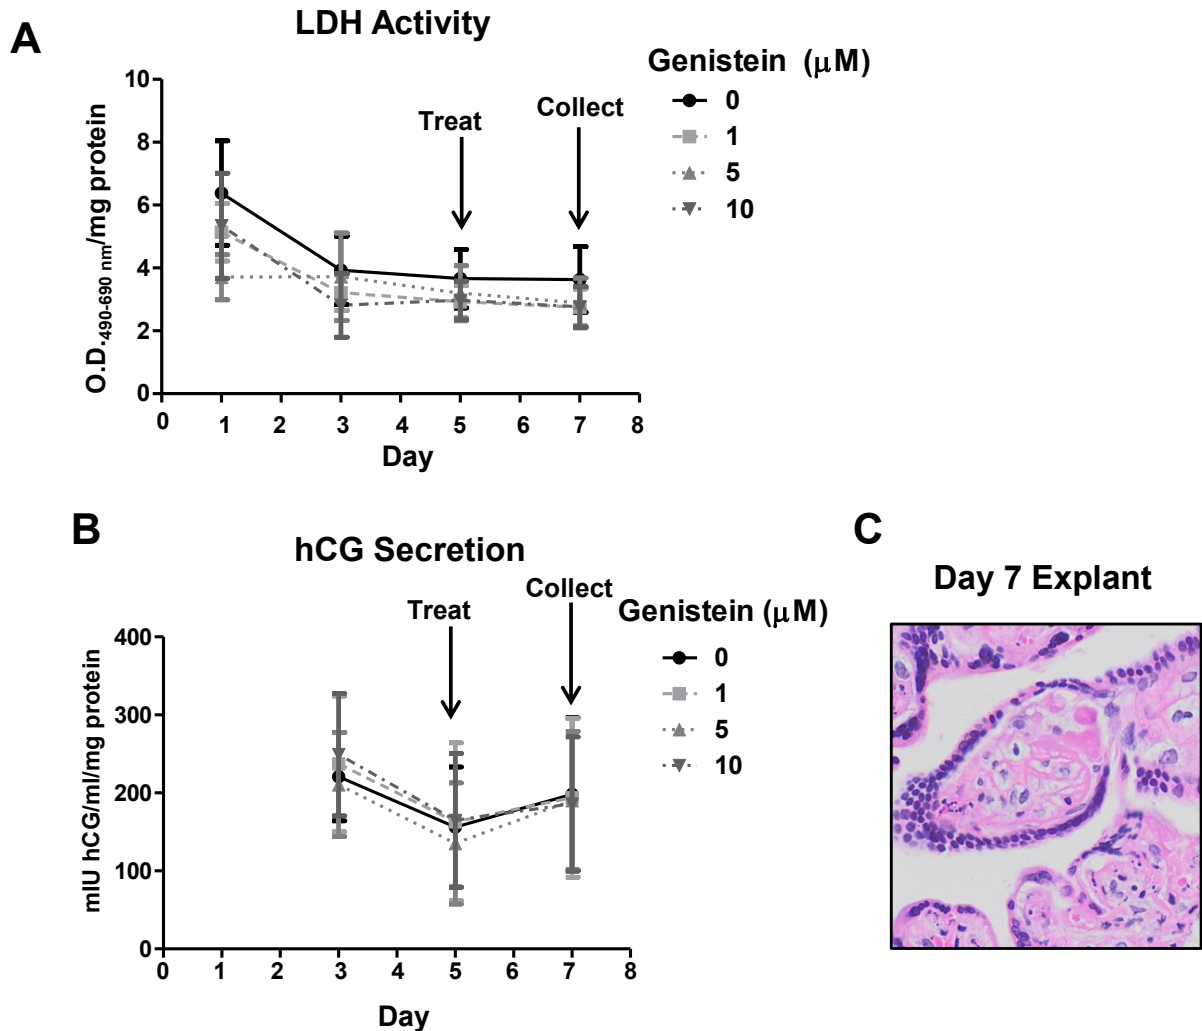 A
LDH Activity
Genistein (μM)
0
1
5
10
Treat
Collect
O.D.490-690 nm/mg protein
10
8
6
4
2
0
0 1 2 3 4 5 6 7 8
Day
B
hCG Secretion
Genistein (μM)
0
1
5
10
Treat
Collect
mIU hCG/ml/mg protein
400
300
200
100
0
0 1 2 3 4 5 6 7 8
Day
C
Day 7 Explant